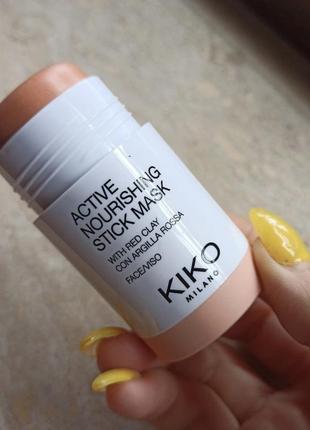 ACTIVE
NOURISHING
STICK MASK
WITH RED CLAY
CON ARGILLA ROSSA
FACE/VISO
KIKO
MILANO